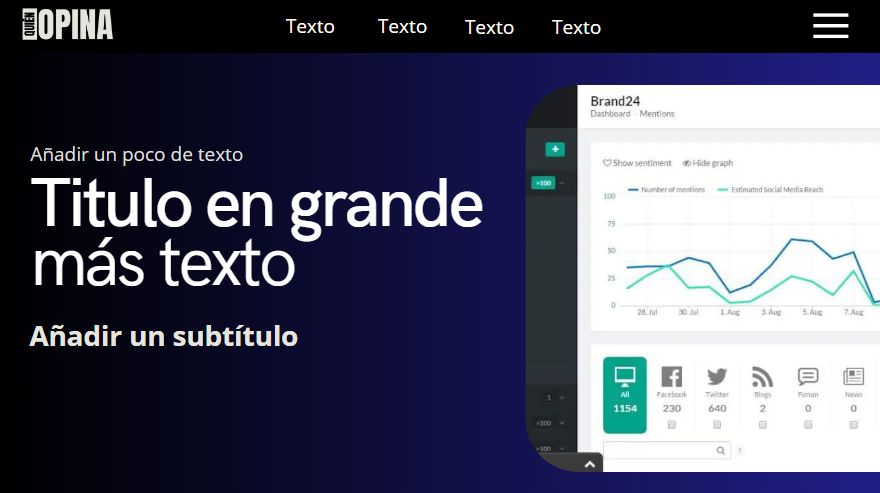 QUIÉN OPINA
Texto Texto Texto Texto
Añadir un poco de texto
Titulo en grande
más texto
Añadir un subtítulo
Brand24
Dashboard Mentions
Show sentiment Hide graph
Number of mentions Estimated Social Media Reach
100
75
50
25
0
28. Jul 30. Jul 1. Aug 3. Aug 5. Aug 7. Aug
+
>100
1
>100
>100
All Facebook Twitter Blogs Forum News
1154 230 640 2 0 0
?